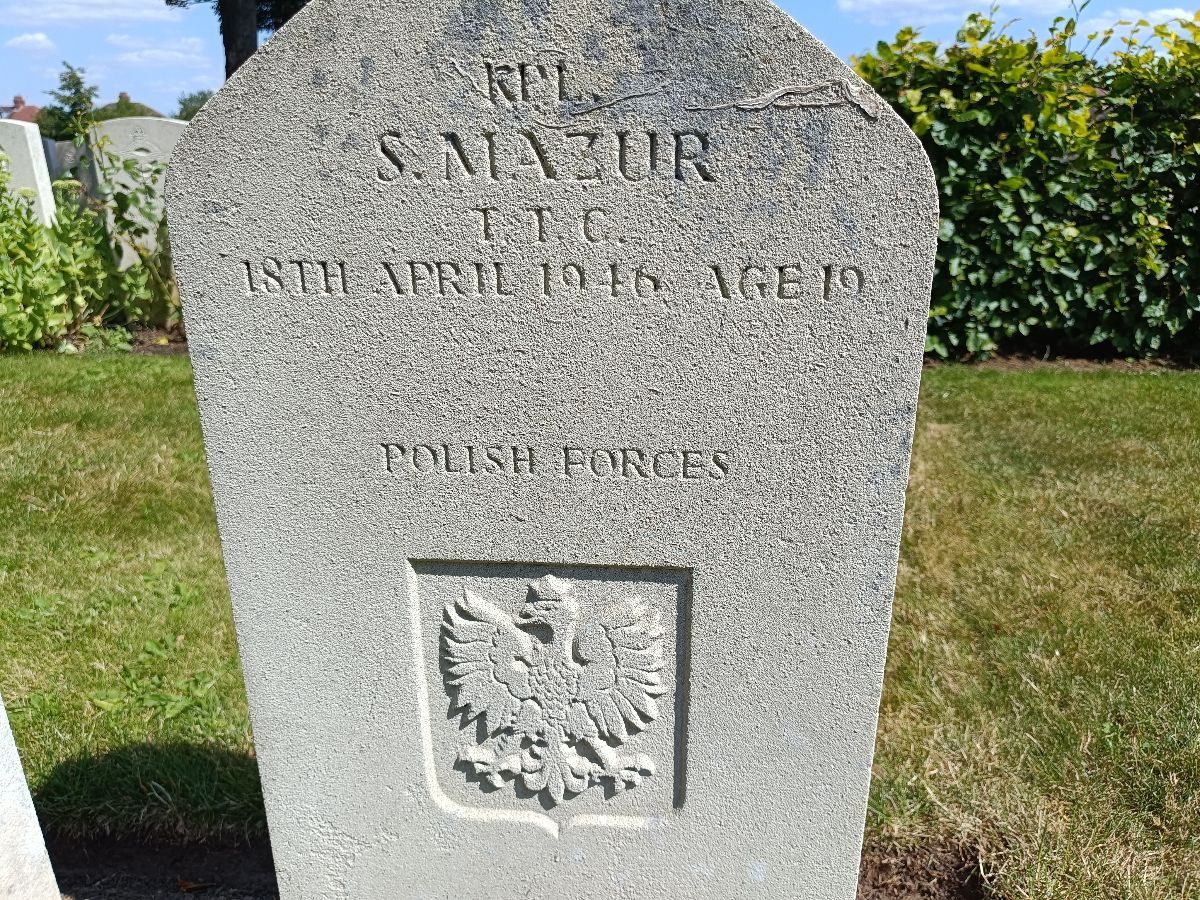 KPL.
S. MAZUR
T.T.C.
18TH APRIL 1946 AGE 19
POLISH FORCES